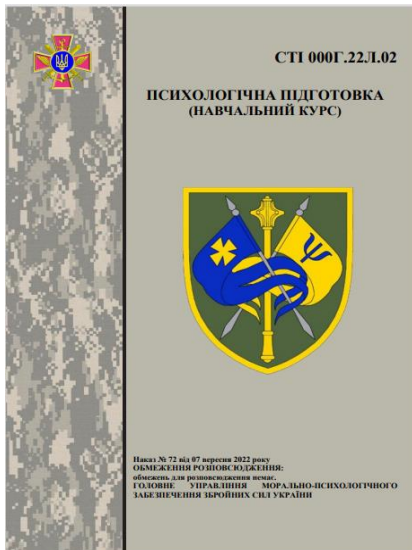 СТІ 000Г.22Л.02
ПСИХОЛОГІЧНА ПІДГОТОВКА
(НАВЧАЛЬНИЙ КУРС)
Наказ № 72 від 07 вересня 2022 року
ОБМЕЖЕННЯ РОЗПОВСЮДЖЕННЯ:
обмежень для розповсюдження немає.
ГОЛОВНЕ УПРАВЛІННЯ МОРАЛЬНО-ПСИХОЛОГІЧНОГО
ЗАБЕЗПЕЧЕННЯ ЗБРОЙНИХ СИЛ УКРАЇНИ